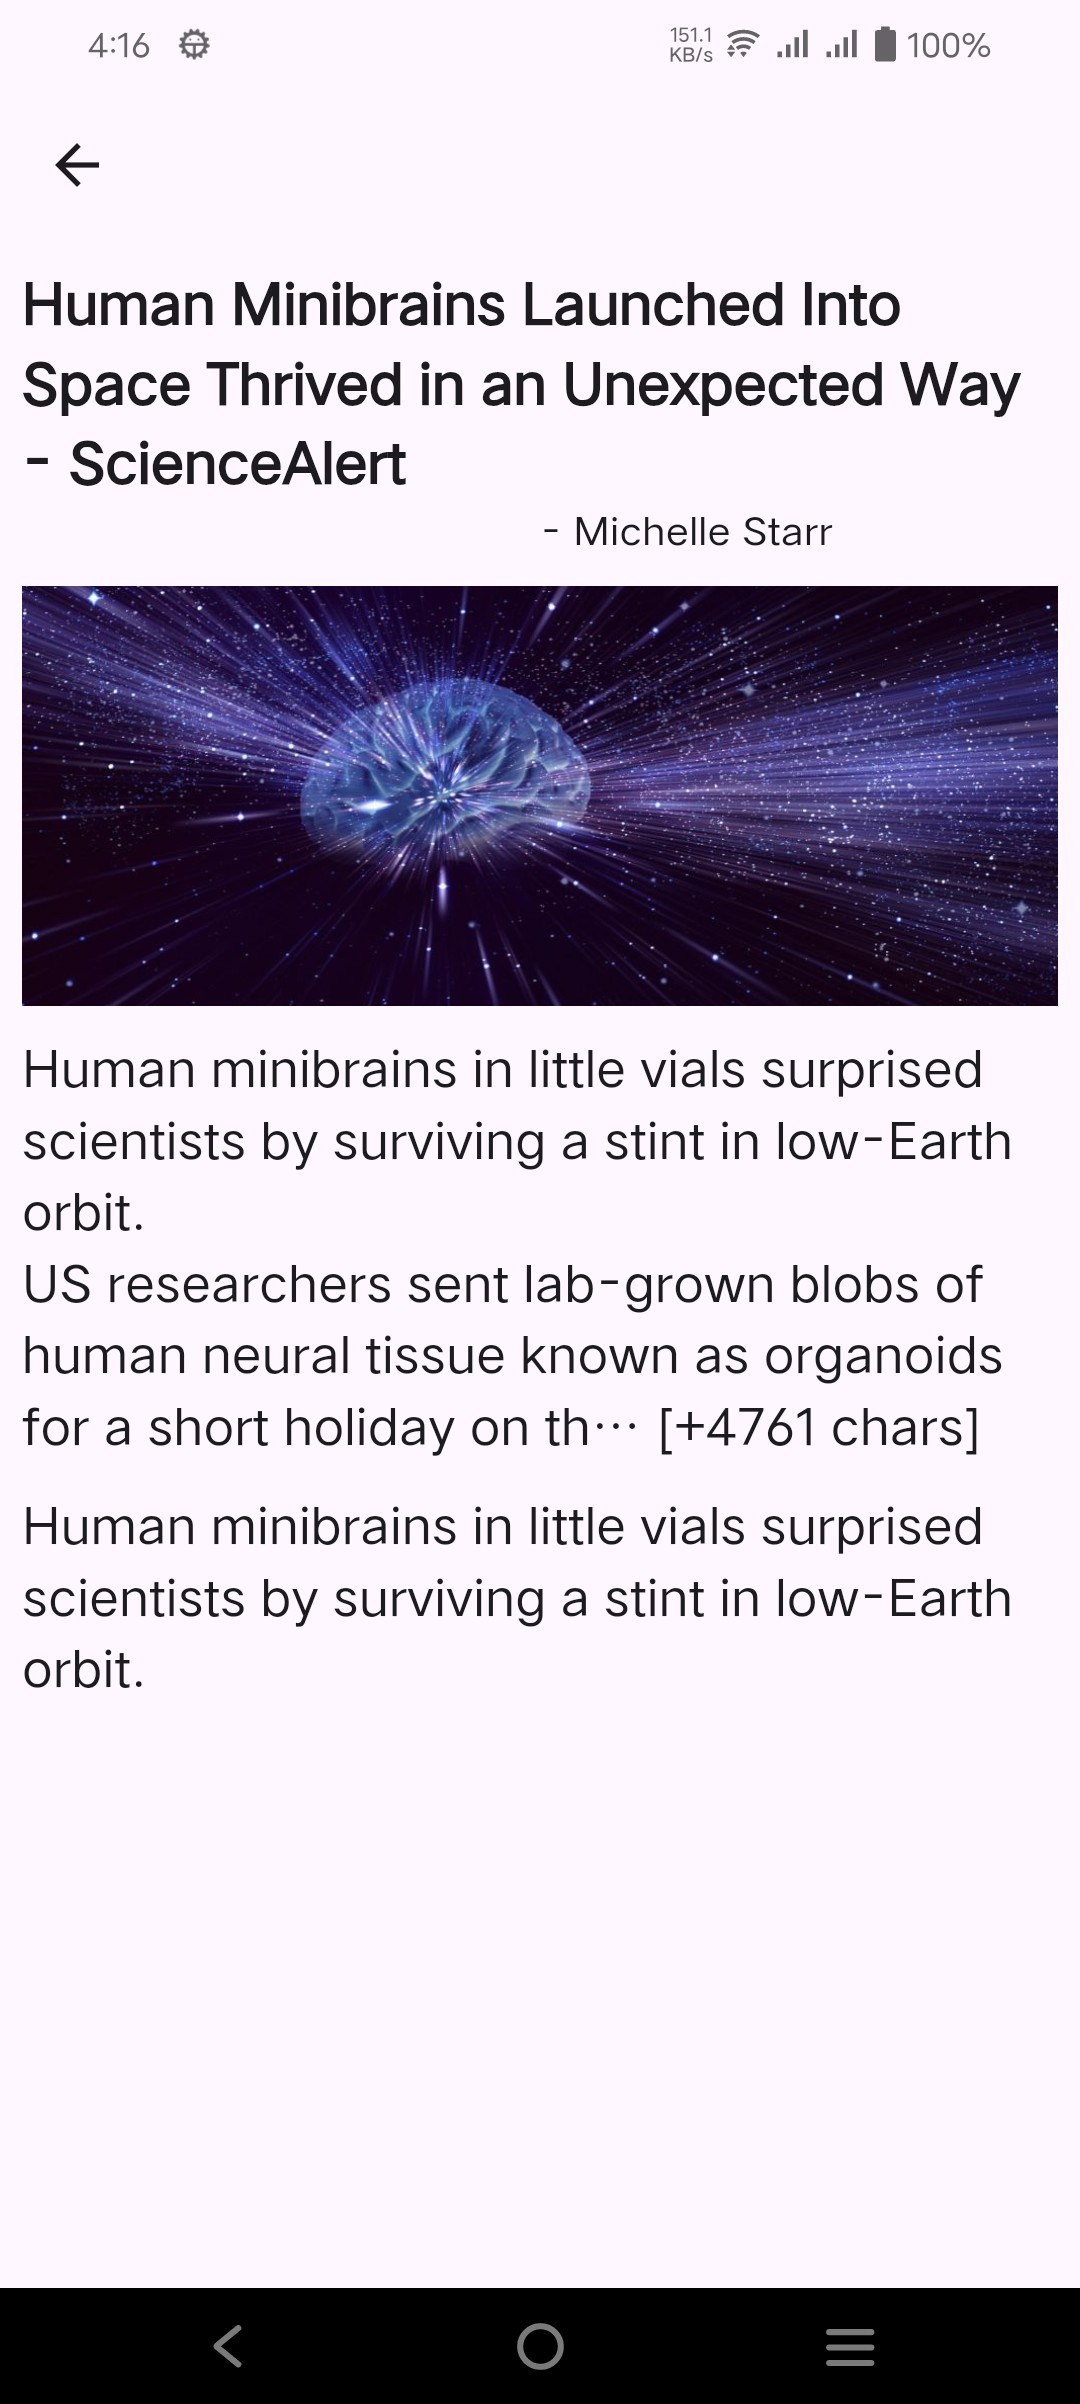 4:16
151.1
KB/s
100%
Human Minibrains Launched Into
Space Thrived in an Unexpected Way
- ScienceAlert
- Michelle Starr
Human minibrains in little vials surprised
scientists by surviving a stint in low-Earth
orbit.
US researchers sent lab-grown blobs of
human neural tissue known as organoids
for a short holiday on th… [+4761 chars]
Human minibrains in little vials surprised
scientists by surviving a stint in low-Earth
orbit.